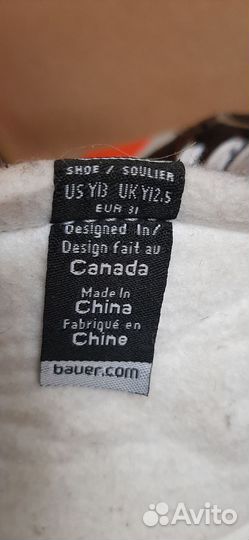 SHOE / SOULIER
US Y13 UK Y12.5
EUR 31
Designed In/
Design fait au
Canada
Made In
China
Fabriqué en
Chine
bauer.com
Avito